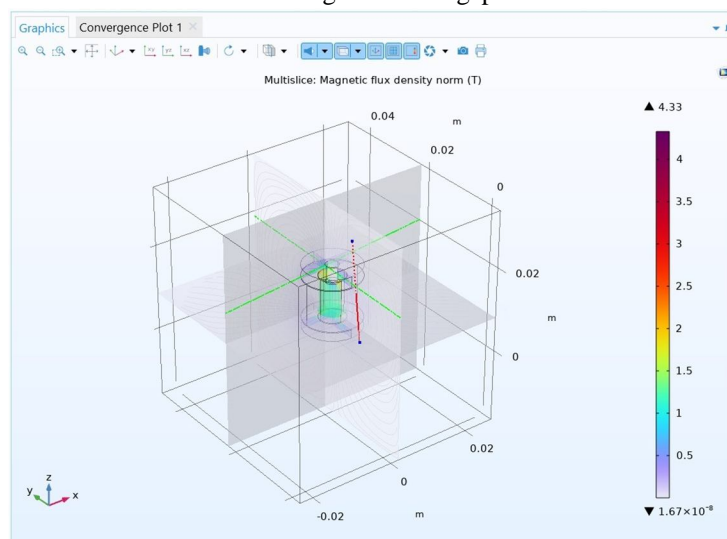 Graphics
Convergence Plot 1
Multislice: Magnetic flux density norm (T)
0.04
m
0.02
0
0.02
m
0
0.02
0
m
-0.02
z
y
x
▲ 4.33
4
3.5
3
2.5
2
1.5
1
0.5
▼ 1.67×10⁻⁸